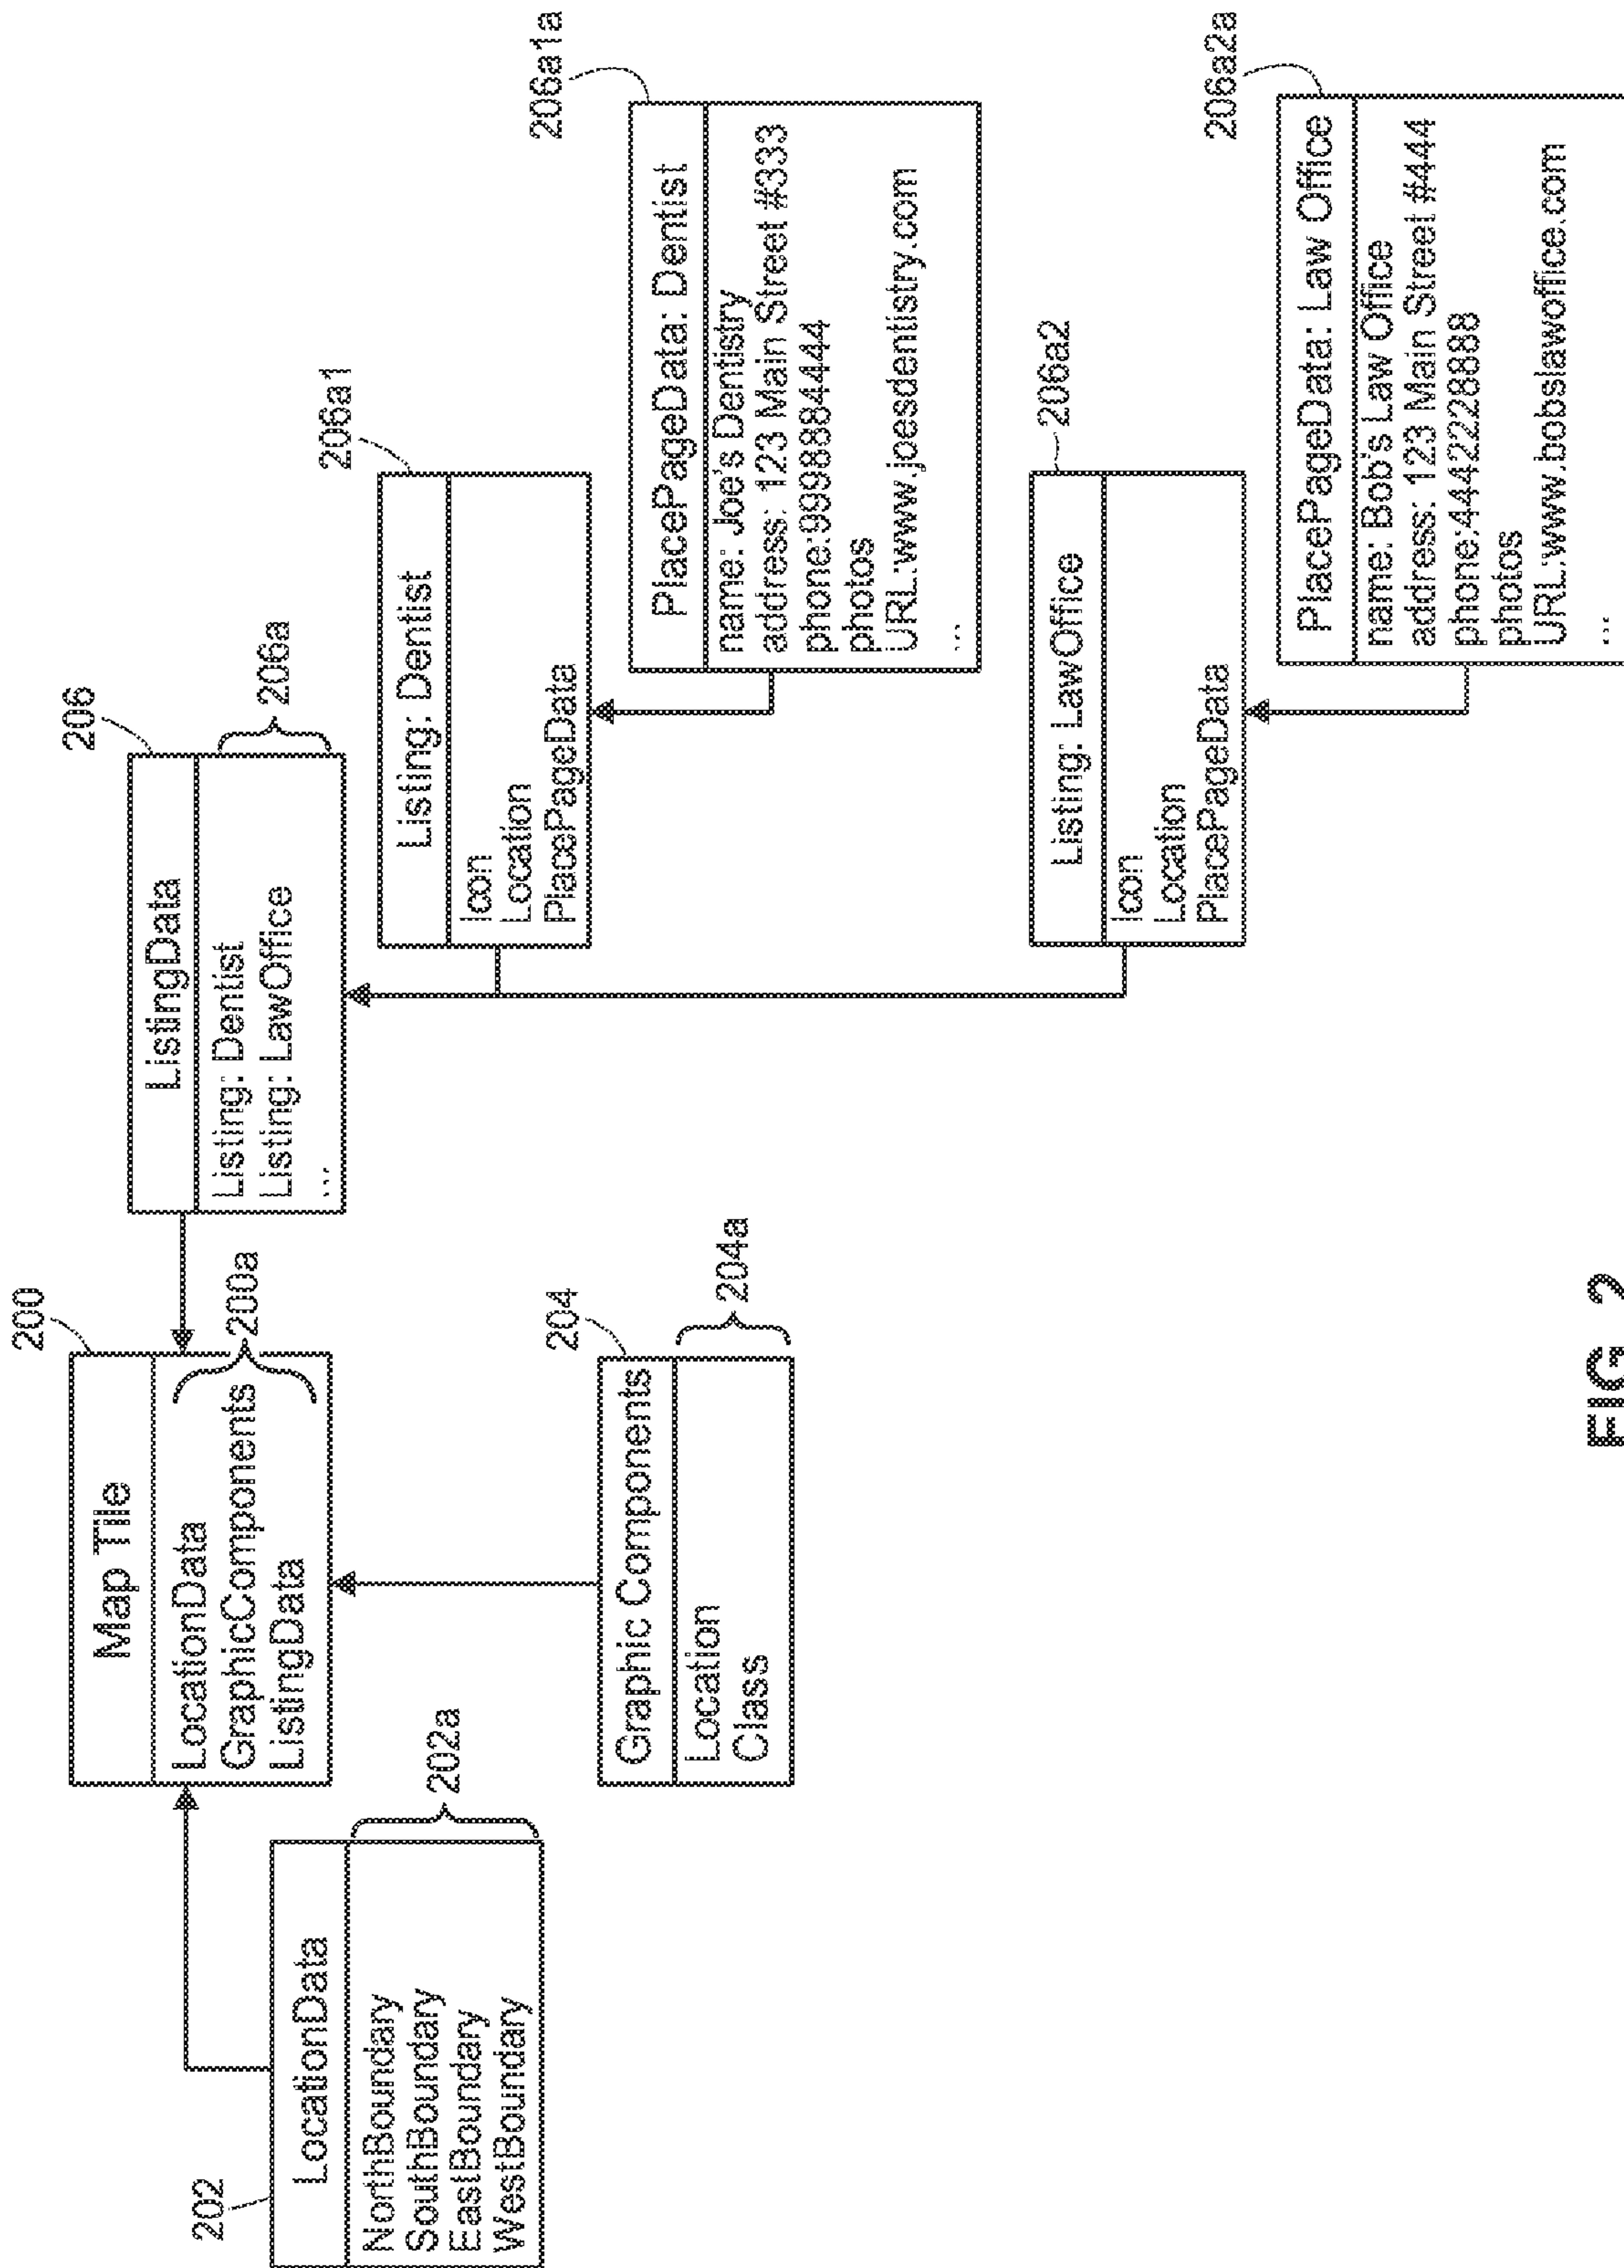 200
Map Tile
LocationData
GraphicComponents
ListingData
200a
202
LocationData
NorthBoundary
SouthBoundary
EastBoundary
WestBoundary
202a
204
Graphic Components
Location
Class
204a
206
ListingData
Listing: Dentist
Listing: LawOffice
...
206a
206a1
Listing: Dentist
Icon
Location
PlacePageData
206a1a
PlacePageData: Dentist
name: Joe's Dentistry
address: 123 Main Street #333
phone:9998884444
photos
URL:www.joesdentistry.com
...
206a2
Listing: LawOffice
Icon
Location
PlacePageData
206a2a
PlacePageData: Law Office
name: Bob's Law Office
address: 123 Main Street #444
phone:4442228888
photos
URL:www.bobslawoffice.com
...
FIG. 2